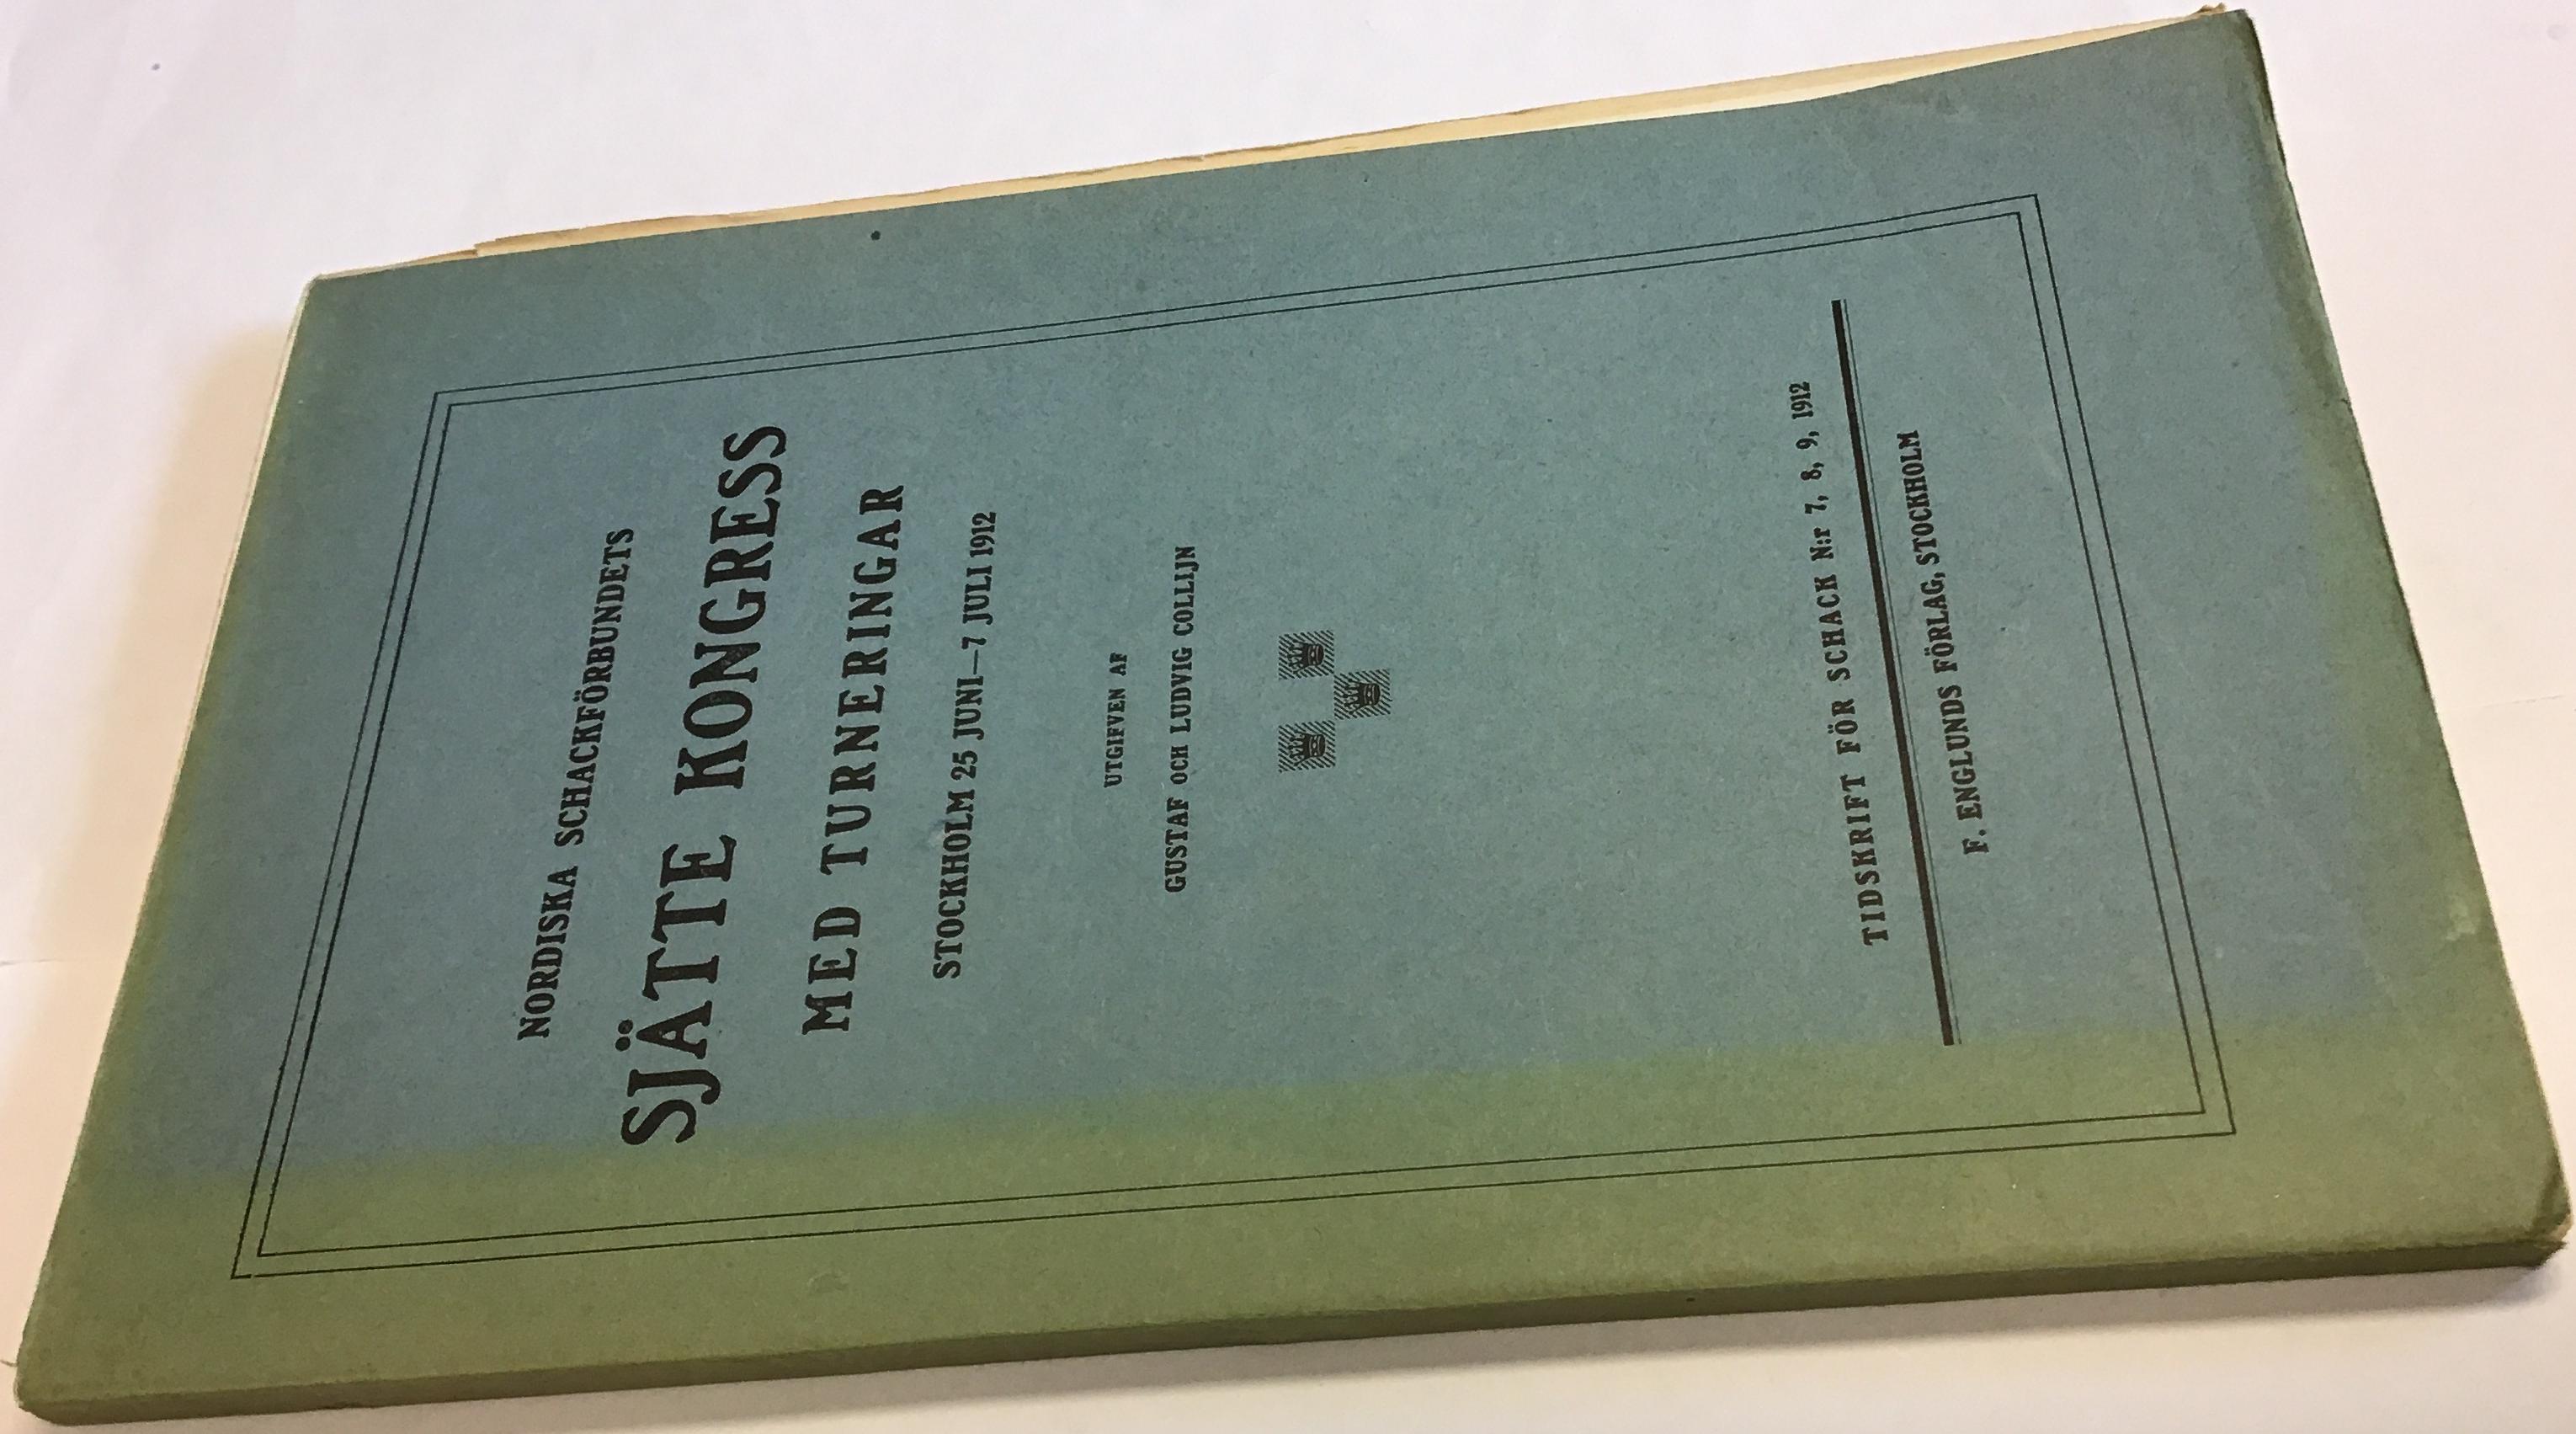 NORDISKA SCHACKFÖRBUNDETS
SJÄTTE KONGRESS
MED TURNERINGAR
STOCKHOLM 25 JUNI—7 JULI 1912
UTGIFVEN AF
GUSTAF OCH LUDVIG COLLIJN
TIDSKRIFT FÖR SCHACK N:r 7, 8, 9, 1912
F. ENGLUNDS FÖRLAG, STOCKHOLM